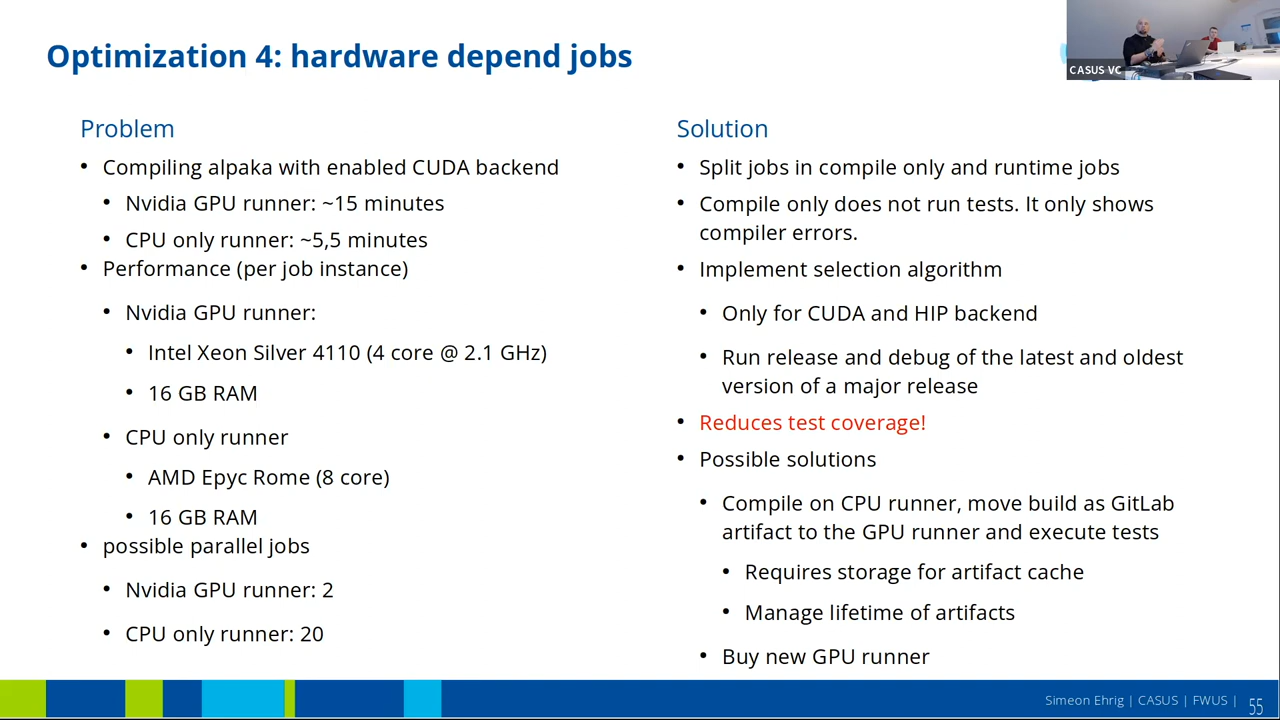 Optimization 4: hardware depend jobs
CASUS VC
Problem
• Compiling alpaka with enabled CUDA backend
• Nvidia GPU runner: ~15 minutes
• CPU only runner: ~5,5 minutes
• Performance (per job instance)
• Nvidia GPU runner:
• Intel Xeon Silver 4110 (4 core @ 2.1 GHz)
• 16 GB RAM
• CPU only runner
• AMD Epyc Rome (8 core)
• 16 GB RAM
• possible parallel jobs
• Nvidia GPU runner: 2
• CPU only runner: 20
Solution
• Split jobs in compile only and runtime jobs
• Compile only does not run tests. It only shows
compiler errors.
• Implement selection algorithm
• Only for CUDA and HIP backend
• Run release and debug of the latest and oldest
version of a major release
• Reduces test coverage!
• Possible solutions
• Compile on CPU runner, move build as GitLab
artifact to the GPU runner and execute tests
• Requires storage for artifact cache
• Manage lifetime of artifacts
• Buy new GPU runner
Simeon Ehrig | CASUS | FWUS | 55